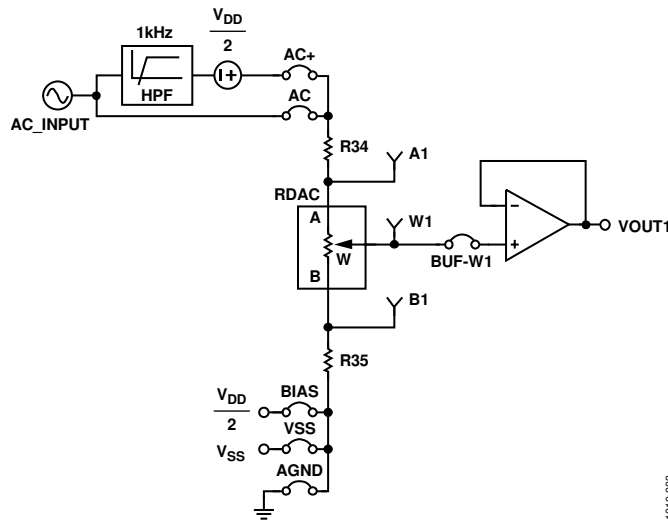 1kHz
VDD
2
AC+
HPF
AC
AC_INPUT
R34
A1
RDAC
A
W1
W
BUF-W1
−
+
VOUT1
B
B1
R35
VDD
2
BIAS
VSS
VSS
AGND